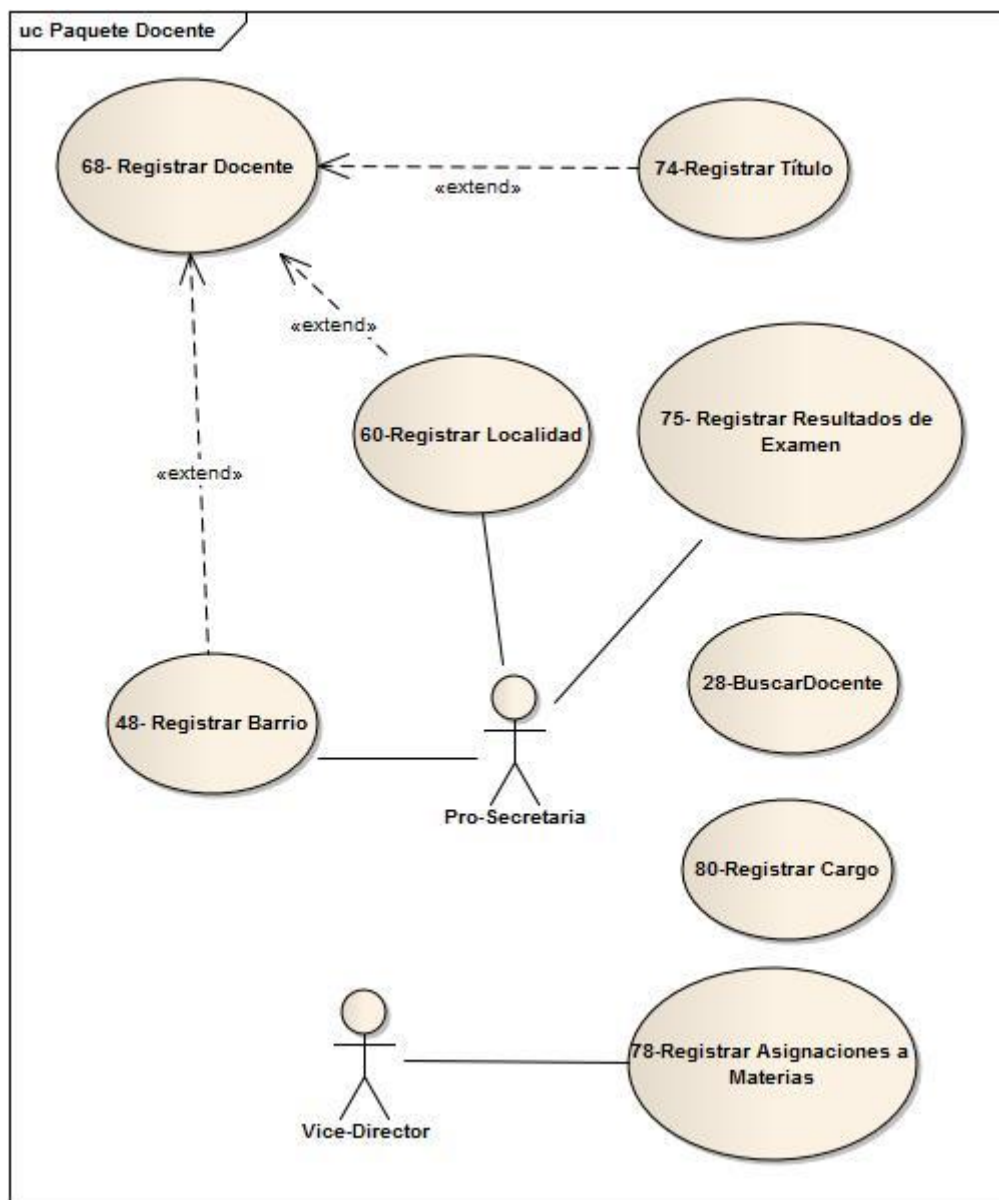 uc Paquete Docente
68- Registrar Docente
74-Registrar Título
«extend»
«extend»
60-Registrar Localidad
75- Registrar Resultados de
Examen
«extend»
28-BuscarDocente
48- Registrar Barrio
Pro-Secretaria
80-Registrar Cargo
78-Registrar Asignaciones a
Materias
Vice-Director